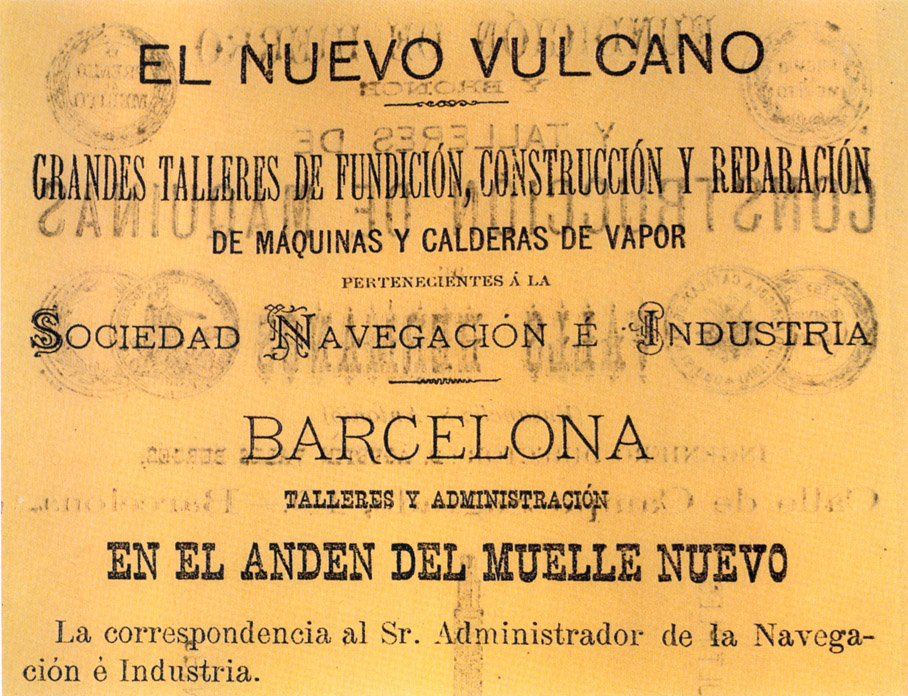 EL NUEVO VULCANO
GRANDES TALLERES DE FUNDICIÓN, CONSTRUCCIÓN Y REPARACIÓN
DE MÁQUINAS Y CALDERAS DE VAPOR
PERTENECIENTES Á LA
SOCIEDAD NAVEGACIÓN É INDUSTRIA
BARCELONA
TALLERES Y ADMINISTRACIÓN
EN EL ANDEN DEL MUELLE NUEVO
La correspondencia al Sr. Administrador de la Navega-
ción é Industria.